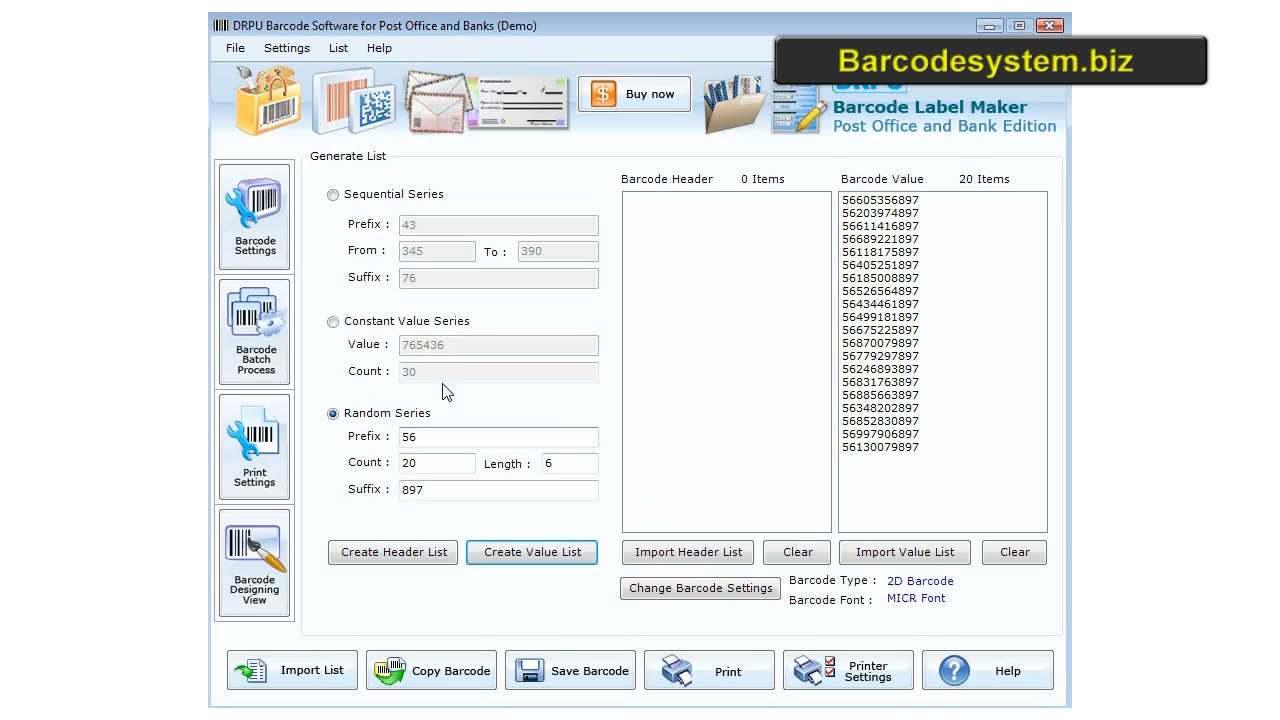 DRPU Barcode Software for Post Office and Banks (Demo)
File Settings List Help
Barcodesystem.biz
Buy now
DRPU
Barcode Label Maker
Post Office and Bank Edition
Barcode
Settings
Barcode
Batch
Process
Print
Settings
Barcode
Designing
View
Generate List
Sequential Series
Prefix : 43
From : 345 To : 390
Suffix : 76
Constant Value Series
Value : 765436
Count : 30
Random Series
Prefix : 56
Count : 20 Length : 6
Suffix : 897
Create Header List Create Value List
Barcode Header 0 Items
Barcode Value 20 Items
56605356897
56203974897
56611416897
56689221897
56118175897
56405251897
56185008897
56526564897
56434461897
56499181897
56675225897
56870079897
56779297897
56246893897
56831763897
56885663897
56348202897
56852830897
56997906897
56130079897
Import Header List Clear Import Value List Clear
Change Barcode Settings
Barcode Type : 2D Barcode
Barcode Font : MICR Font
Import List Copy Barcode Save Barcode Print Printer Settings Help